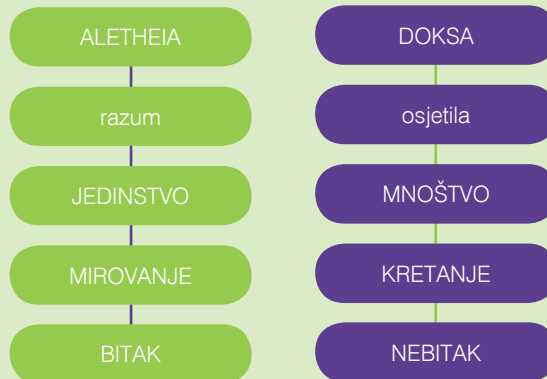 ALETHEIA
razum
JEDINSTVO
MIROVANJE
BITAK
DOKSA
osjetila
MNOŠTVO
KRETANJE
NEBITAK